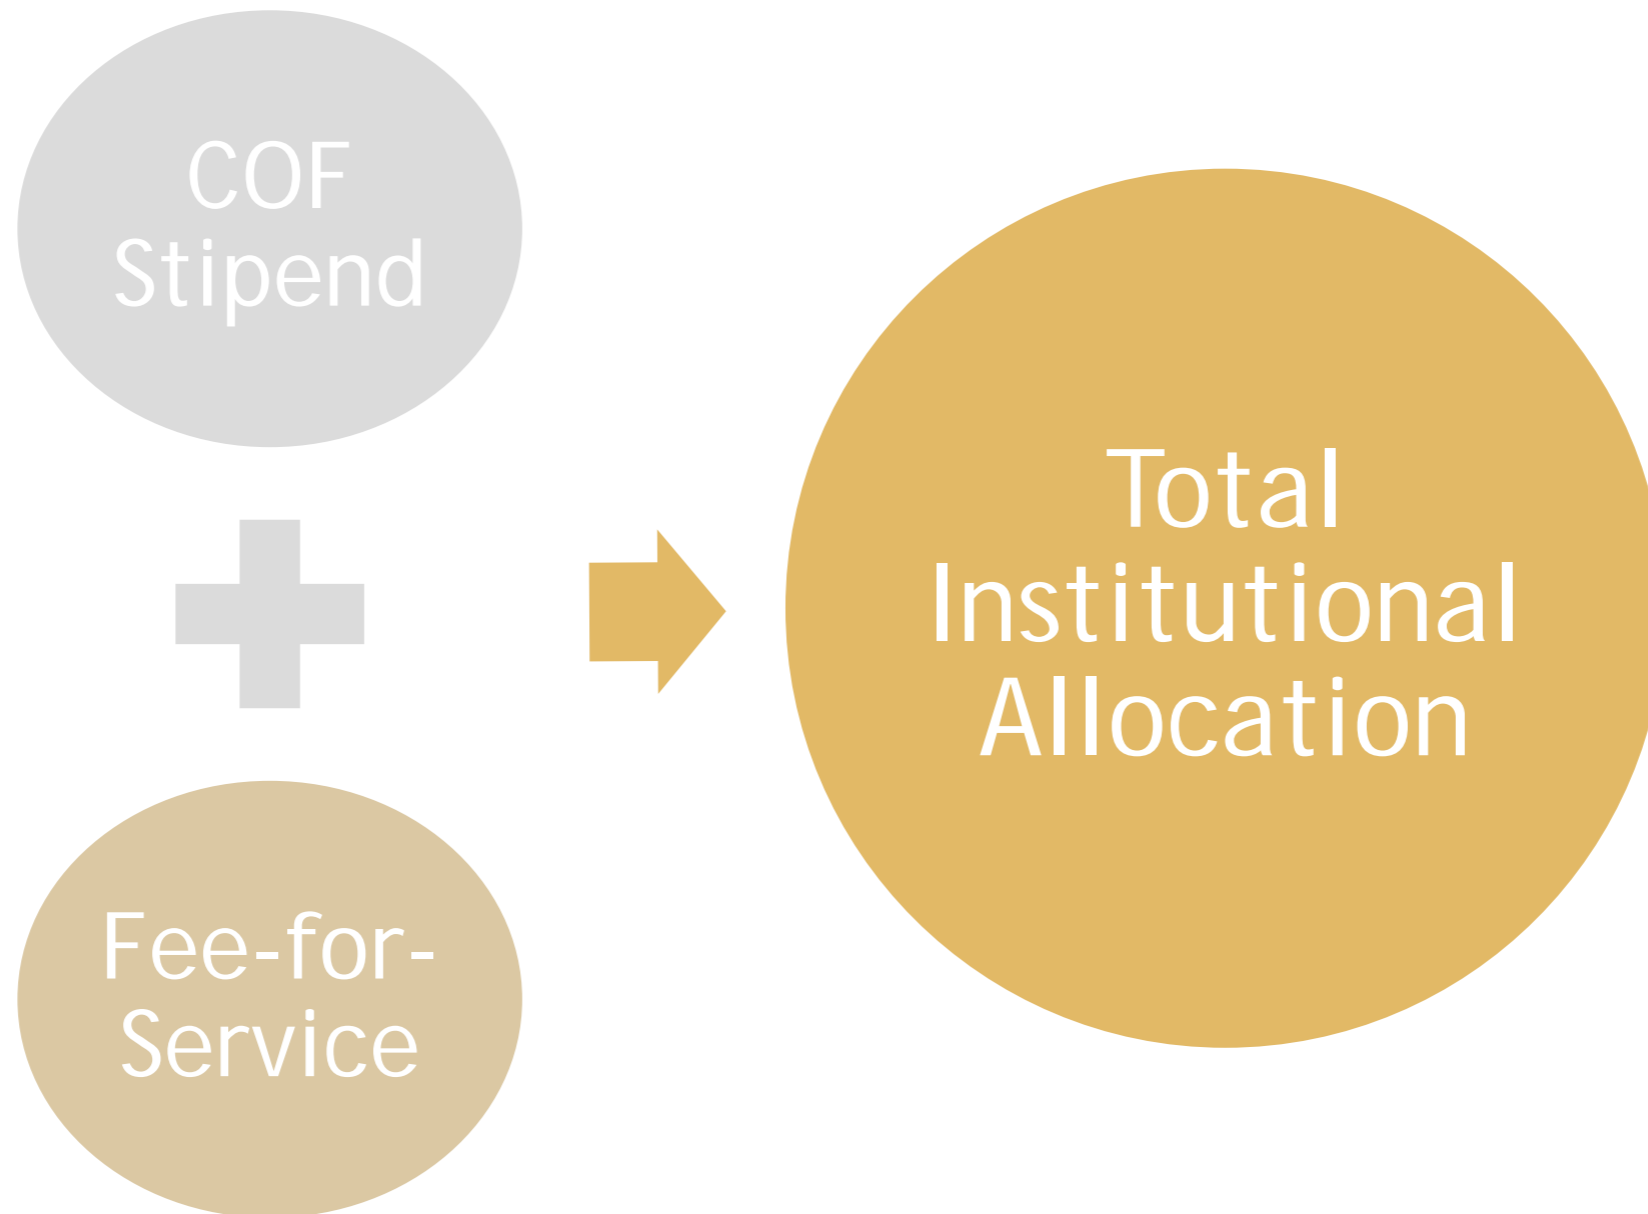 COF
Stipend
Fee-for-
Service
Total
Institutional
Allocation